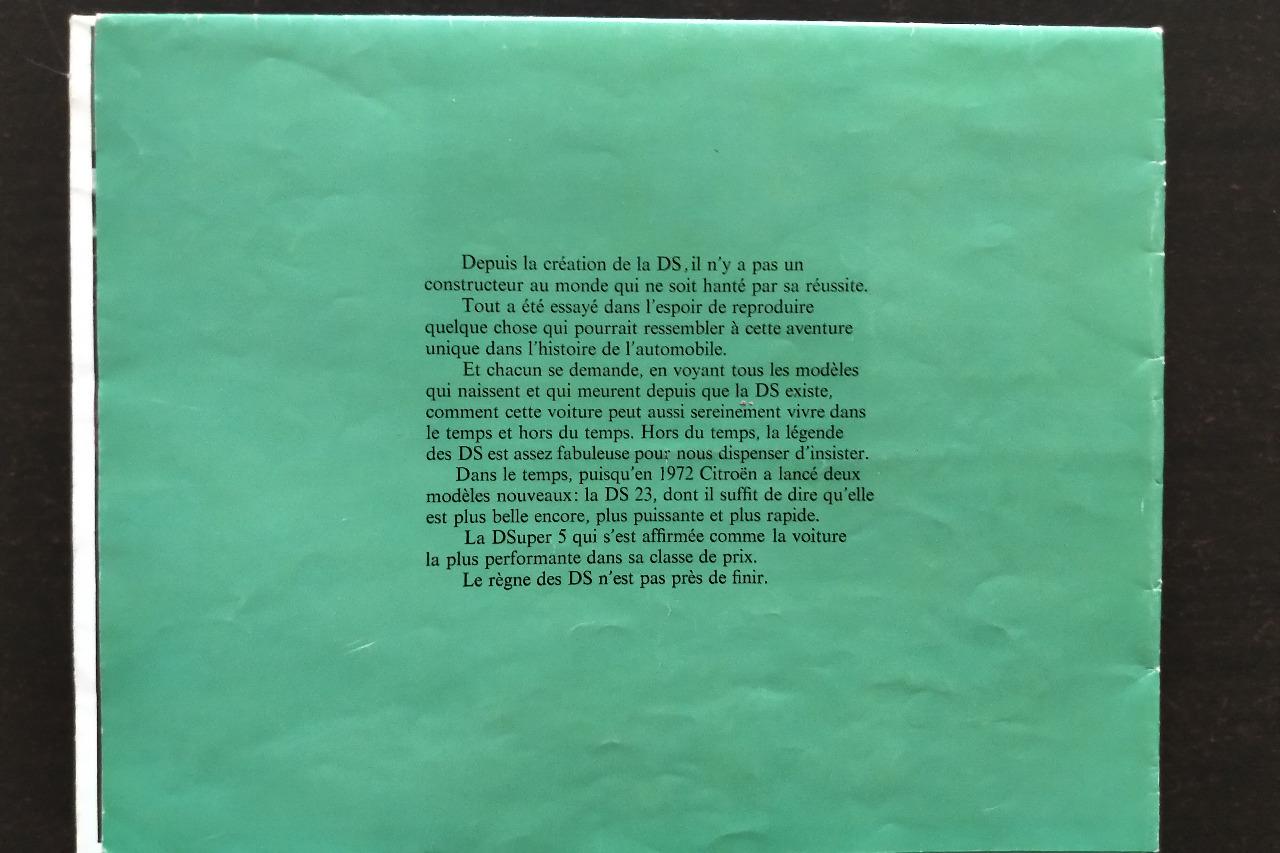 Depuis la création de la DS, il n'y a pas un
constructeur au monde qui ne soit hanté par sa réussite.
Tout a été essayé dans l'espoir de reproduire
quelque chose qui pourrait ressembler à cette aventure
unique dans l'histoire de l'automobile.
Et chacun se demande, en voyant tous les modèles
qui naissent et qui meurent depuis que la DS existe,
comment cette voiture peut aussi sereinement vivre dans
le temps et hors du temps. Hors du temps, la légende
des DS est assez fabuleuse pour nous dispenser d'insister.
Dans le temps, puisqu'en 1972 Citroën a lancé deux
modèles nouveaux: la DS 23, dont il suffit de dire qu'elle
est plus belle encore, plus puissante et plus rapide.
La DSuper 5 qui s'est affirmée comme la voiture
la plus performante dans sa classe de prix.
Le règne des DS n'est pas près de finir.